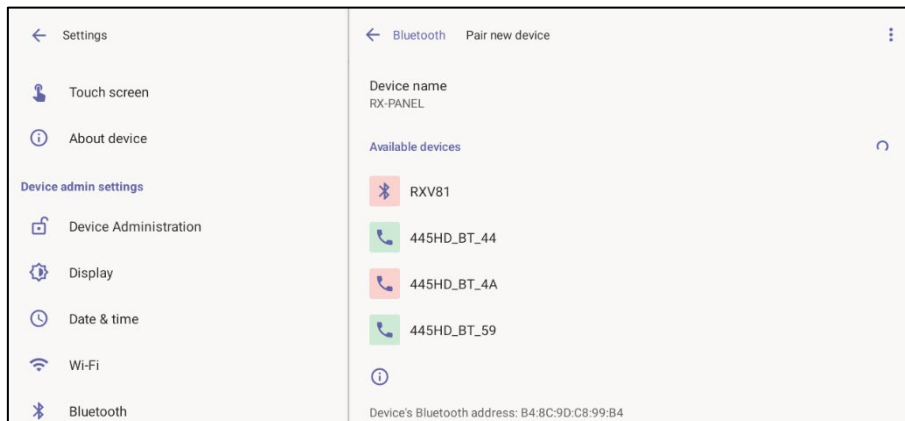 Settings
Touch screen
About device
Device admin settings
Device Administration
Display
Date & time
Wi-Fi
Bluetooth
Bluetooth Pair new device
Device name
RX-PANEL
Available devices
RXV81
445HD_BT_44
445HD_BT_4A
445HD_BT_59
Device's Bluetooth address: B4:8C:9D:C8:99:B4